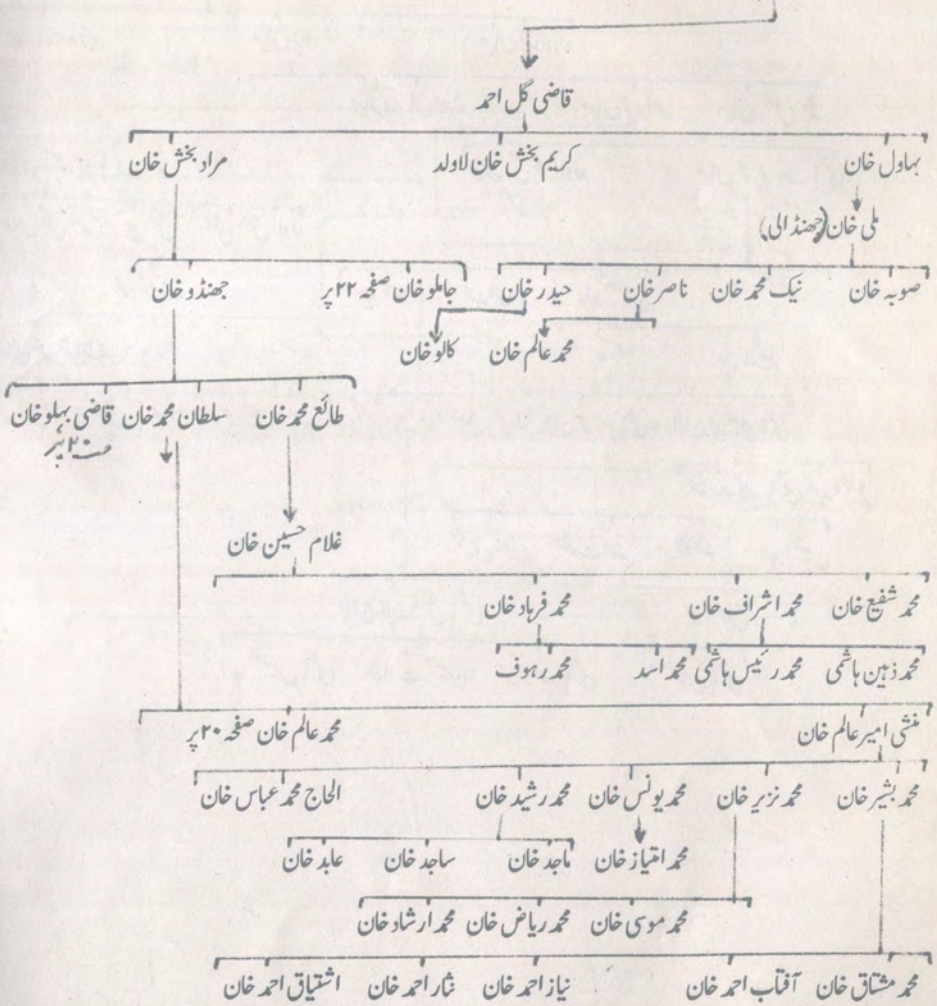 قاضی گل احمد
بہاول خان کریم بخش خان لاولد مراد بخش خان
ملی خان (جھنڈالی)
صوبہ خان نیک محمد خان ناصر خان حیدر خان جاملو خان صفحہ ۲۲ پر جھنڈو خان
محمد عالم خان کالو خان
طائع محمد خان سلطان محمد خان قاضی بہلو خان
۲۰ پر
غلام حسین خان
محمد شفیع خان محمد اشراف خان محمد فرہاد خان
محمد ذہین ہاشمی محمد رئیس ہاشمی محمد اسد محمد رہوف
منشی امیر عالم خان محمد عالم خان صفحہ ۲۰ پر
محمد بشیر خان محمد نزیر خان محمد یونس خان محمد رشید خان الحاج محمد عباس خان
محمد امتیاز خان ماجد خان ساجد خان عابد خان
محمد موسی خان محمد ریاض خان محمد ارشاد خان
محمد مشتاق خان آفتاب احمد خان نیاز احمد خان نثار احمد خان اشتیاق احمد خان